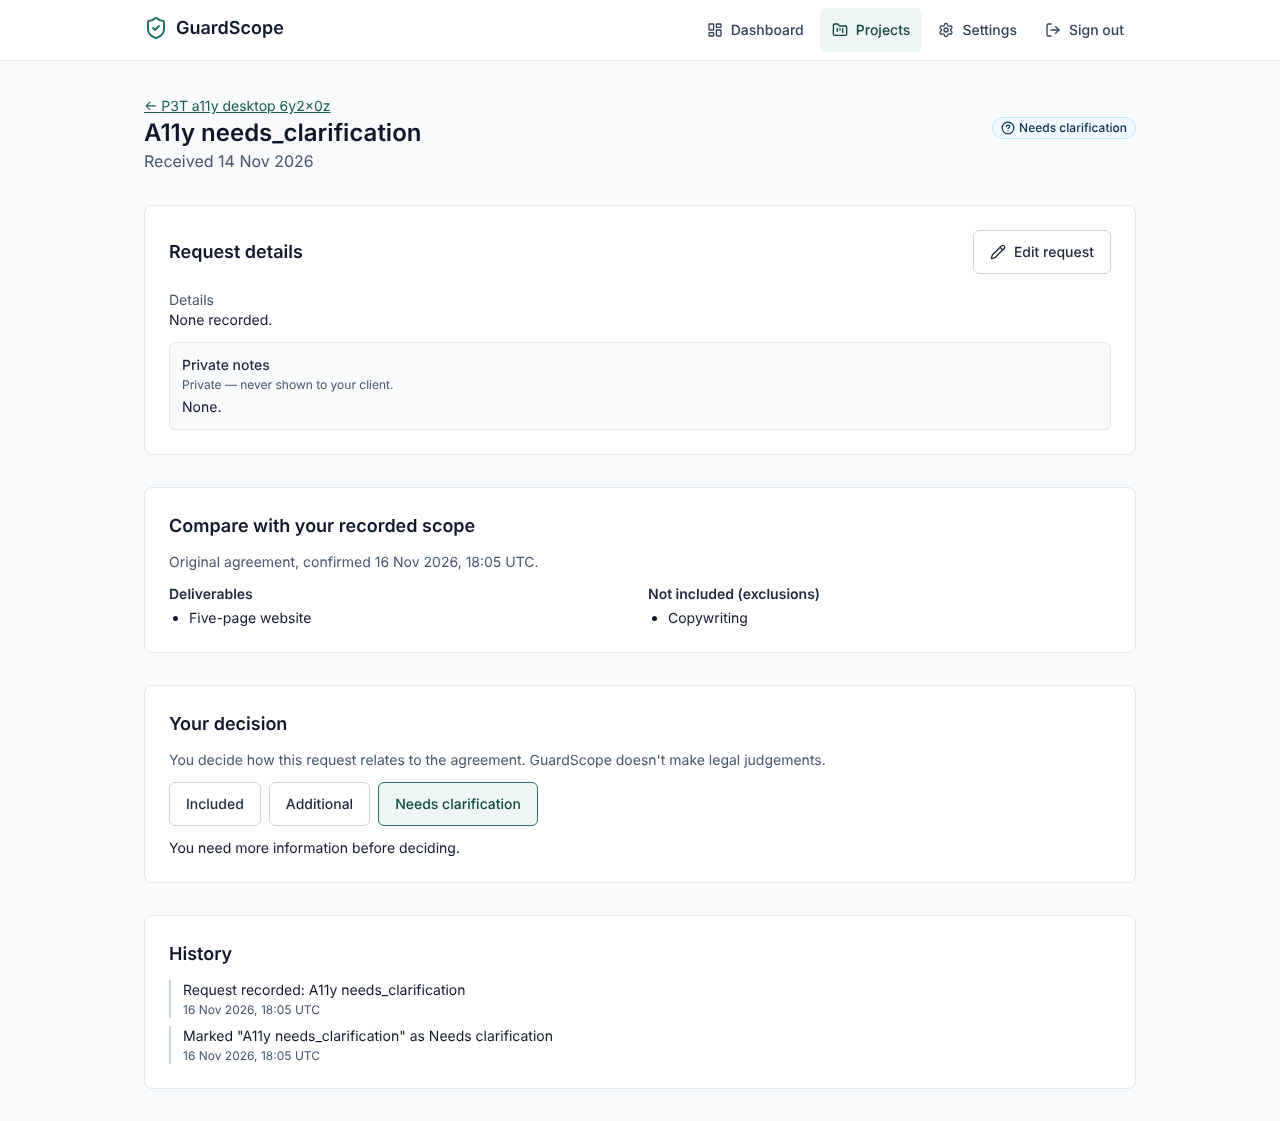 GuardScope
Dashboard
Projects
Settings
Sign out
← P3T a11y desktop 6y2x0z
A11y needs_clarification
Needs clarification
Received 14 Nov 2026
Request details
Edit request
Details
None recorded.
Private notes
Private — never shown to your client.
None.
Compare with your recorded scope
Original agreement, confirmed 16 Nov 2026, 18:05 UTC.
Deliverables
• Five-page website
Not included (exclusions)
• Copywriting
Your decision
You decide how this request relates to the agreement. GuardScope doesn't make legal judgements.
Included
Additional
Needs clarification
You need more information before deciding.
History
Request recorded: A11y needs_clarification
16 Nov 2026, 18:05 UTC
Marked "A11y needs_clarification" as Needs clarification
16 Nov 2026, 18:05 UTC